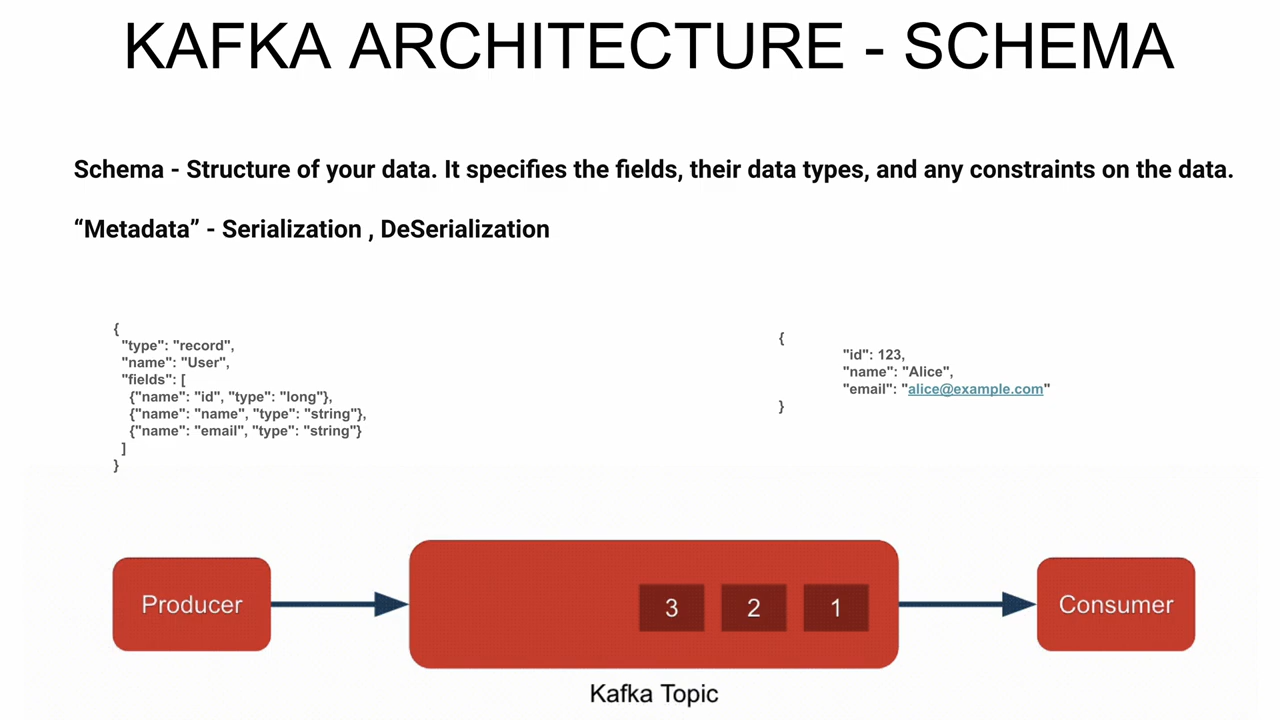 KAFKA ARCHITECTURE - SCHEMA
Schema - Structure of your data. It specifies the fields, their data types, and any constraints on the data.
“Metadata” - Serialization , DeSerialization
{
"type": "record",
"name": "User",
"fields": [
{"name": "id", "type": "long"},
{"name": "name", "type": "string"},
{"name": "email", "type": "string"}
]
}
{
"id": 123,
"name": "Alice",
"email": "alice@example.com"
}
Producer
3 2 1
Consumer
Kafka Topic